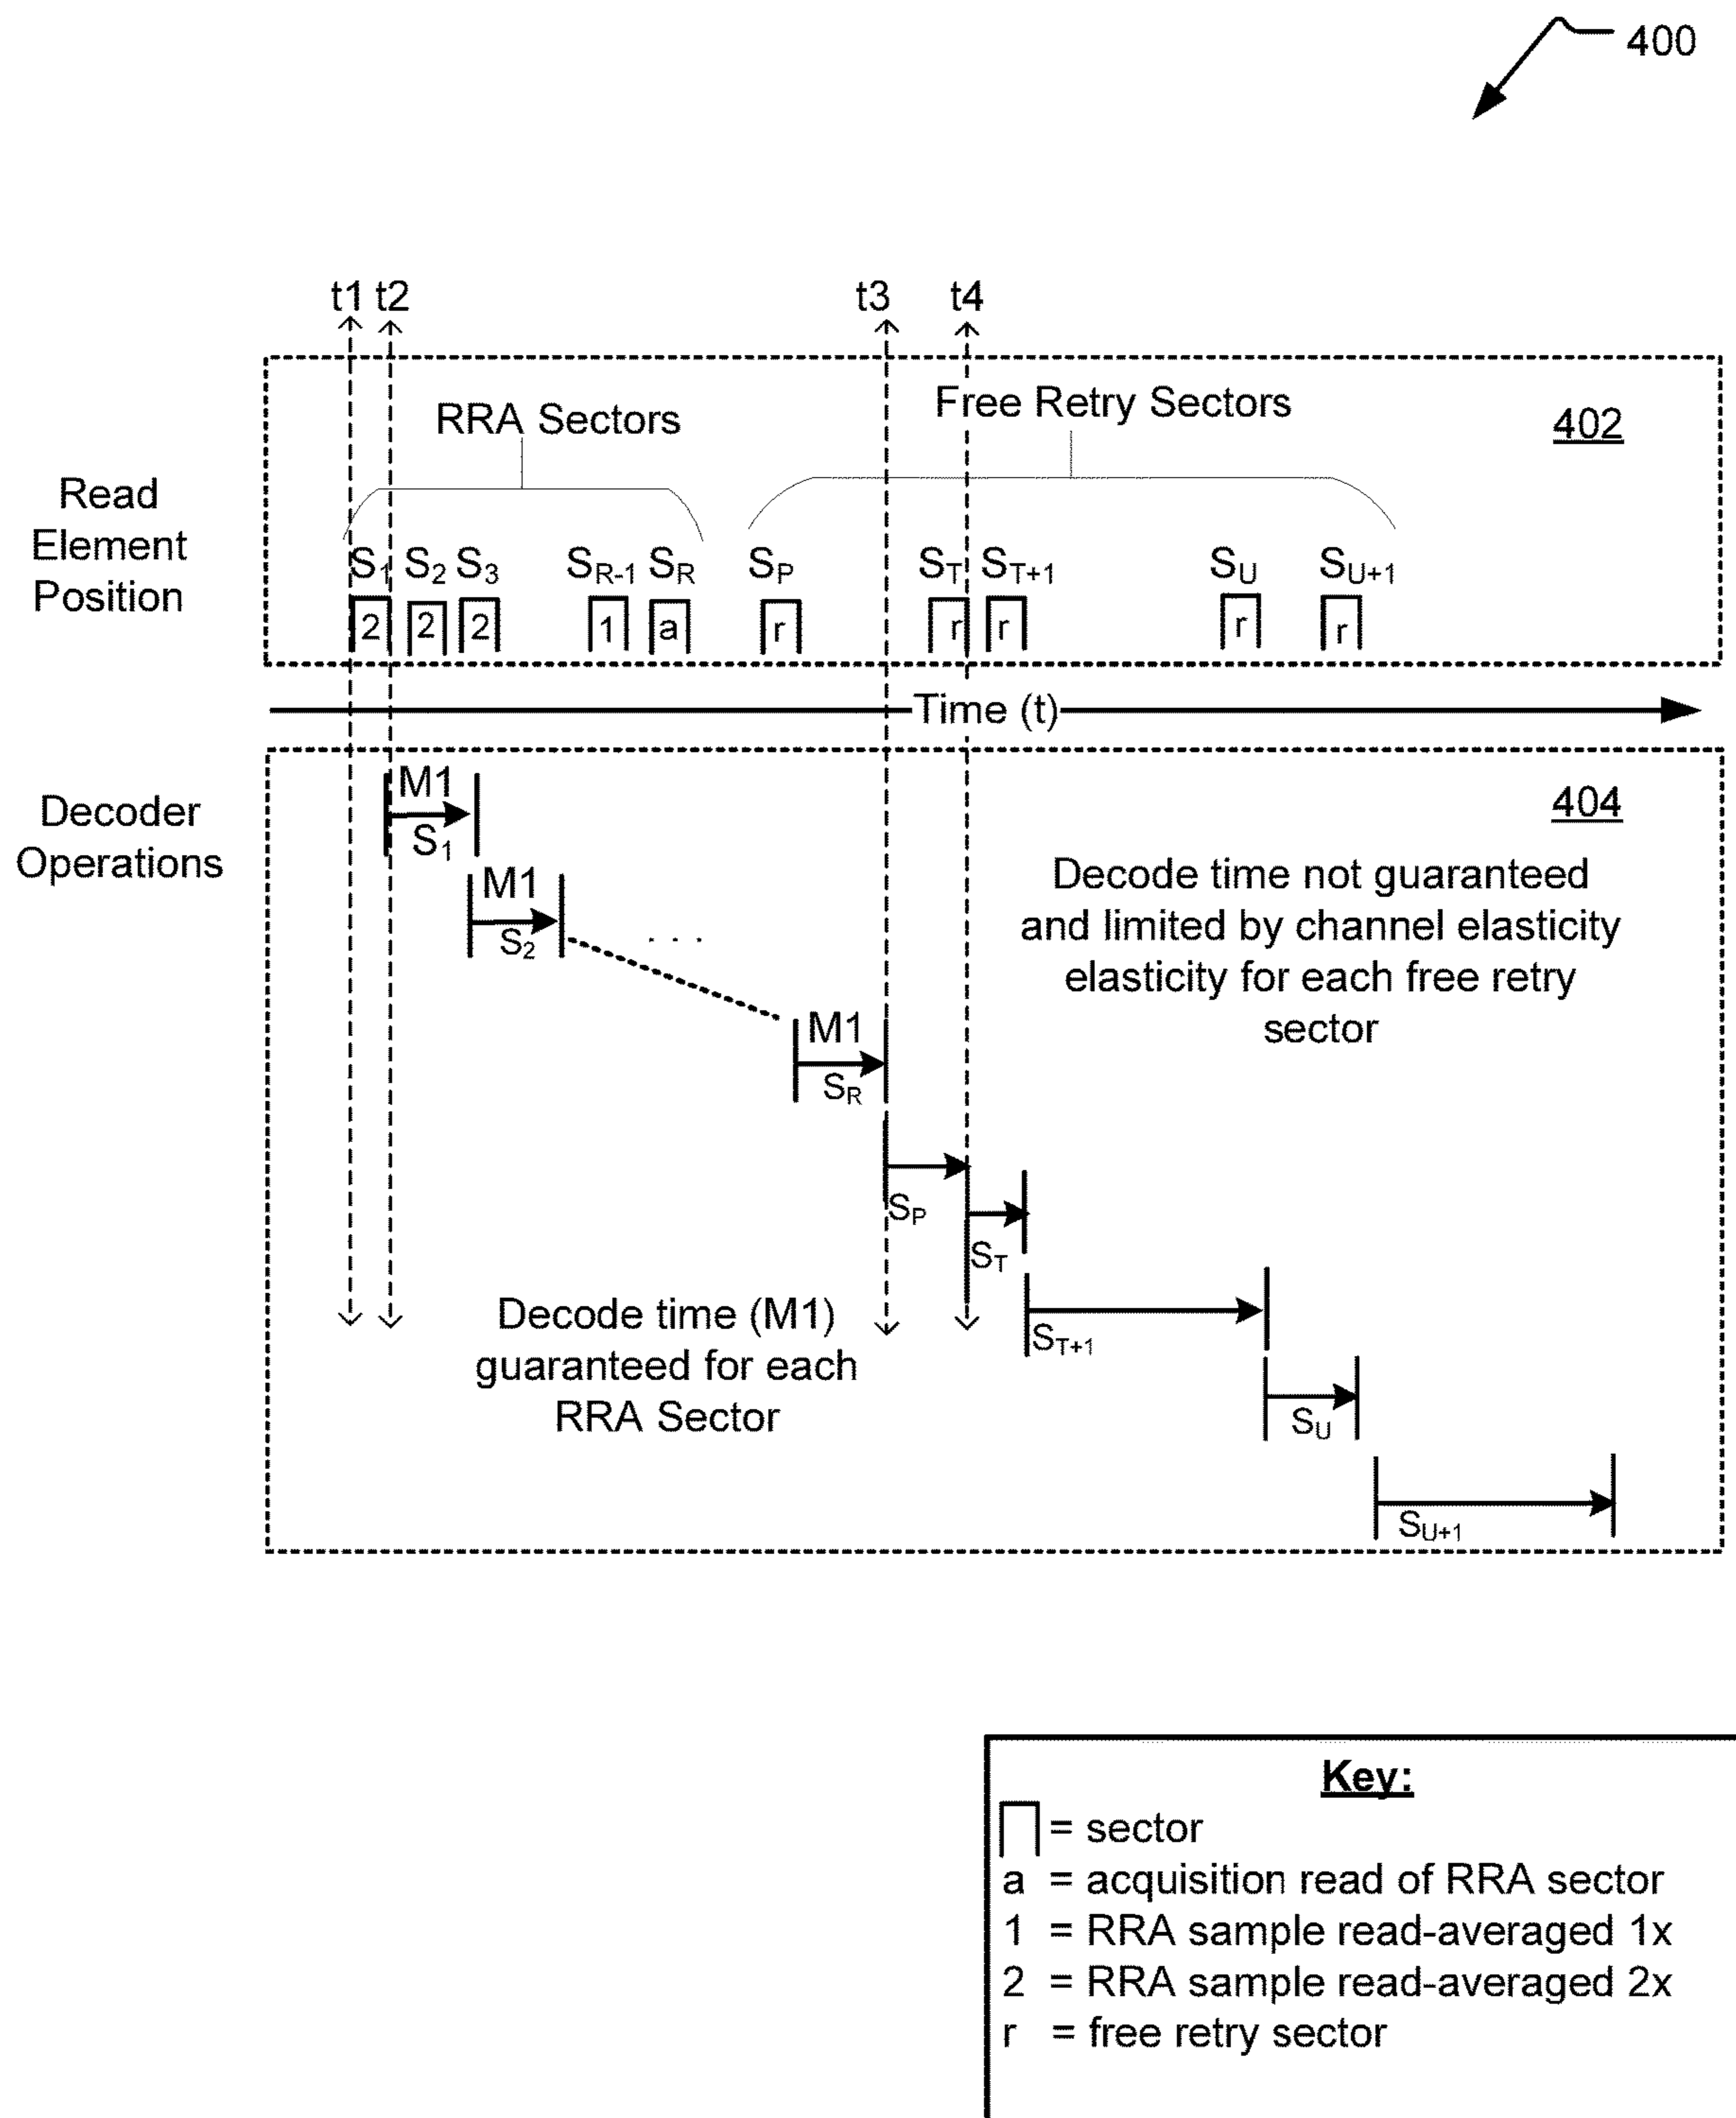 400
t1 t2 t3 t4
RRA Sectors
Free Retry Sectors
402
Read
Element
Position
S1 S2 S3 SR-1 SR SP ST ST+1 SU SU+1
2 2 2 1 a r r r r r
Time (t)
Decoder
Operations
404
M1
S1
M1
S2
. . .
Decode time not guaranteed
and limited by channel elasticity
elasticity for each free retry
sector
M1
SR
SP
ST
Decode time (M1)
guaranteed for each
RRA Sector
ST+1
SU
SU+1
Key:
= sector
a = acquisition read of RRA sector
1 = RRA sample read-averaged 1x
2 = RRA sample read-averaged 2x
r = free retry sector